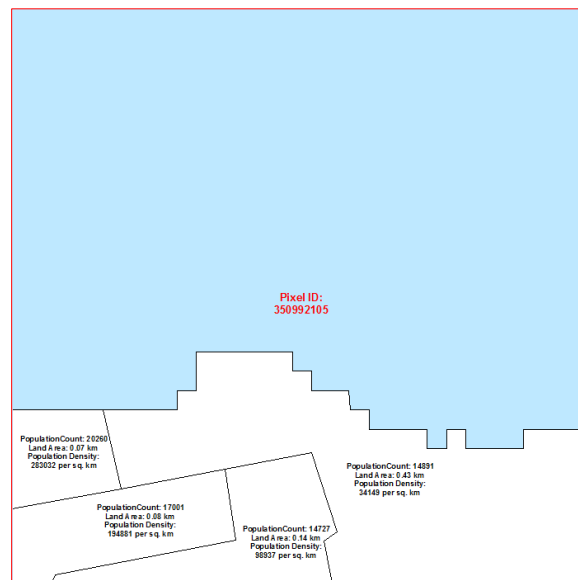 Pixel ID:
350992105
PopulationCount: 20260
Land Area: 0.07 km
Population Density:
283032 per sq. km
PopulationCount: 14891
Land Area: 0.43 km
Population Density:
34149 per sq. km
PopulationCount: 17001
Land Area: 0.08 km
Population Density:
194881 per sq. km
PopulationCount: 14727
Land Area: 0.14 km
Population Density:
98937 per sq. km